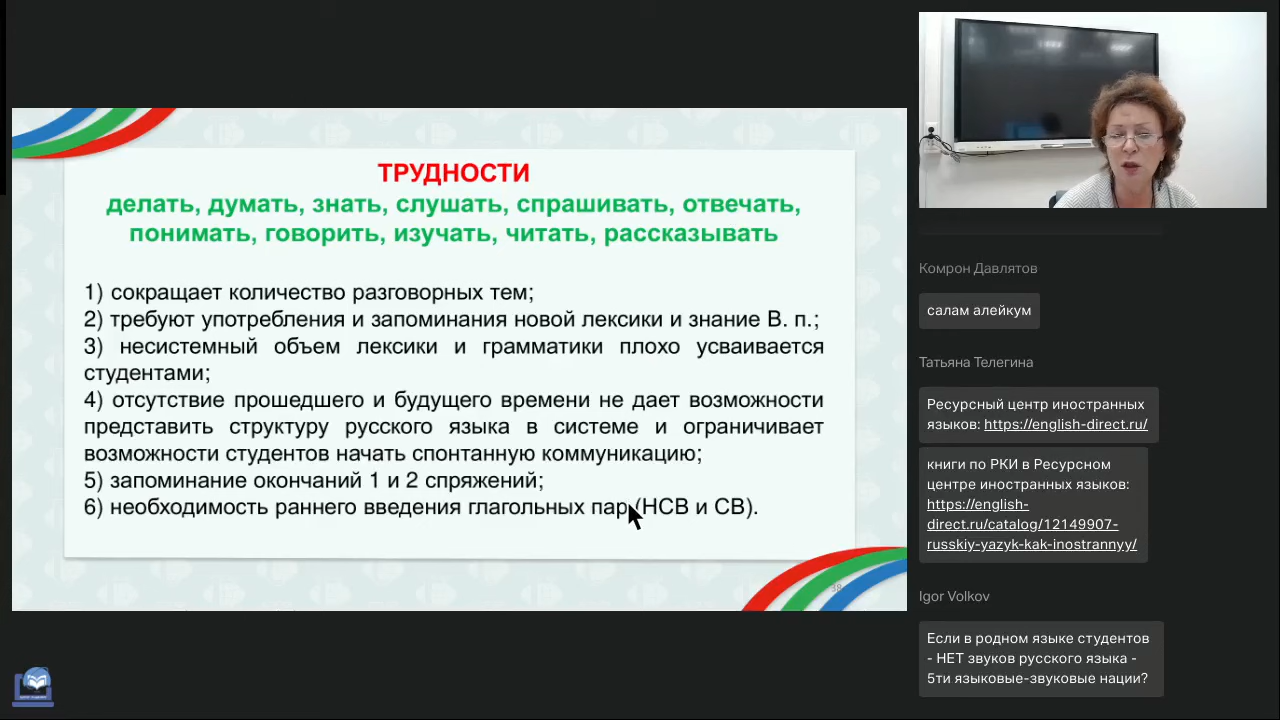 ТРУДНОСТИ
делать, думать, знать, слушать, спрашивать, отвечать,
понимать, говорить, изучать, читать, рассказывать
1) сокращает количество разговорных тем;
2) требуют употребления и запоминания новой лексики и знание В. п.;
3) несистемный объем лексики и грамматики плохо усваивается
студентами;
4) отсутствие прошедшего и будущего времени не дает возможности
представить структуру русского языка в системе и ограничивает
возможности студентов начать спонтанную коммуникацию;
5) запоминание окончаний 1 и 2 спряжений;
6) необходимость раннего введения глагольных пар (НСВ и СВ).
38
Комрон Давлятов
салам алейкум
Татьяна Телегина
Ресурсный центр иностранных
языков: https://english-direct.ru/
книги по РКИ в Ресурсном
центре иностранных языков:
https://english-
direct.ru/catalog/12149907-
russkiy-yazyk-kak-inostrannyy/
Igor Volkov
Если в родном языке студентов
- НЕТ звуков русского языка -
5ти языковые-звуковые нации?